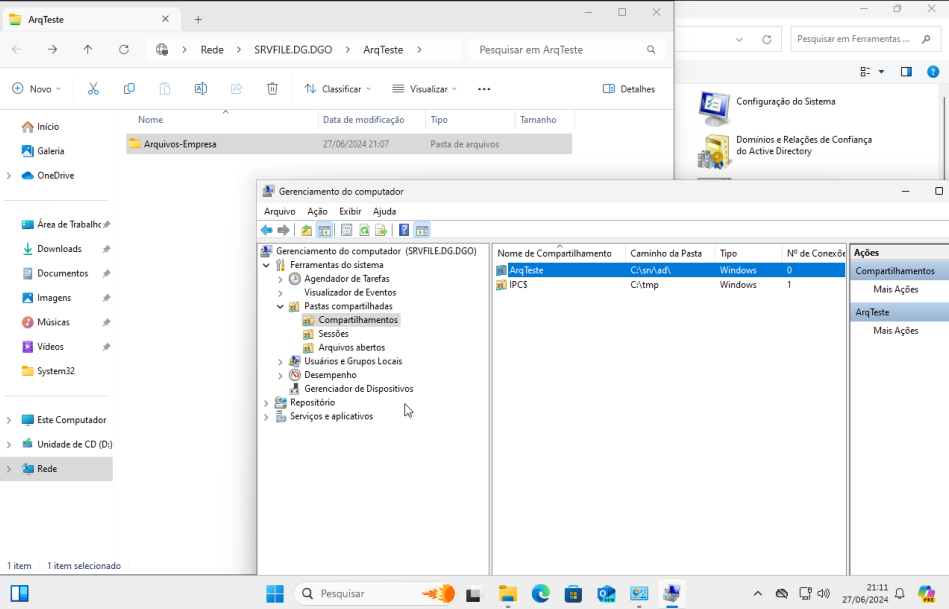 ArqTeste
Rede > SRVFILE.DG.DGO > ArqTeste >
Pesquisar em ArqTeste
Pesquisar em Ferramentas ...
Novo
Classificar
Visualizar
Detalhes
Nome
Data de modificação
Tipo
Tamanho
Arquivos-Empresa
27/06/2024 21:07
Pasta de arquivos
Início
Galeria
OneDrive
Área de Trabalho
Downloads
Documentos
Imagens
Músicas
Vídeos
System32
Este Computador
Unidade de CD (D:)
Rede
1 item
1 item selecionado
Configuração do Sistema
Domínios e Relações de Confiança
do Active Directory
Gerenciamento do computador
Arquivo Ação Exibir Ajuda
Gerenciamento do computador (SRVFILE.DG.DGO)
Ferramentas do sistema
Agendador de Tarefas
Visualizador de Eventos
Pastas compartilhadas
Compartilhamentos
Sessões
Arquivos abertos
Usuários e Grupos Locais
Desempenho
Gerenciador de Dispositivos
Repositório
Serviços e aplicativos
Nome de Compartilhamento Caminho da Pasta Tipo Nº de Conexõe
ArqTeste C:\srv\ad\ Windows 0
IPC$ C:\tmp Windows 1
Ações
Compartilhamentos
Mais Ações
ArqTeste
Mais Ações
Pesquisar
NEW
21:11
27/06/2024
PRE